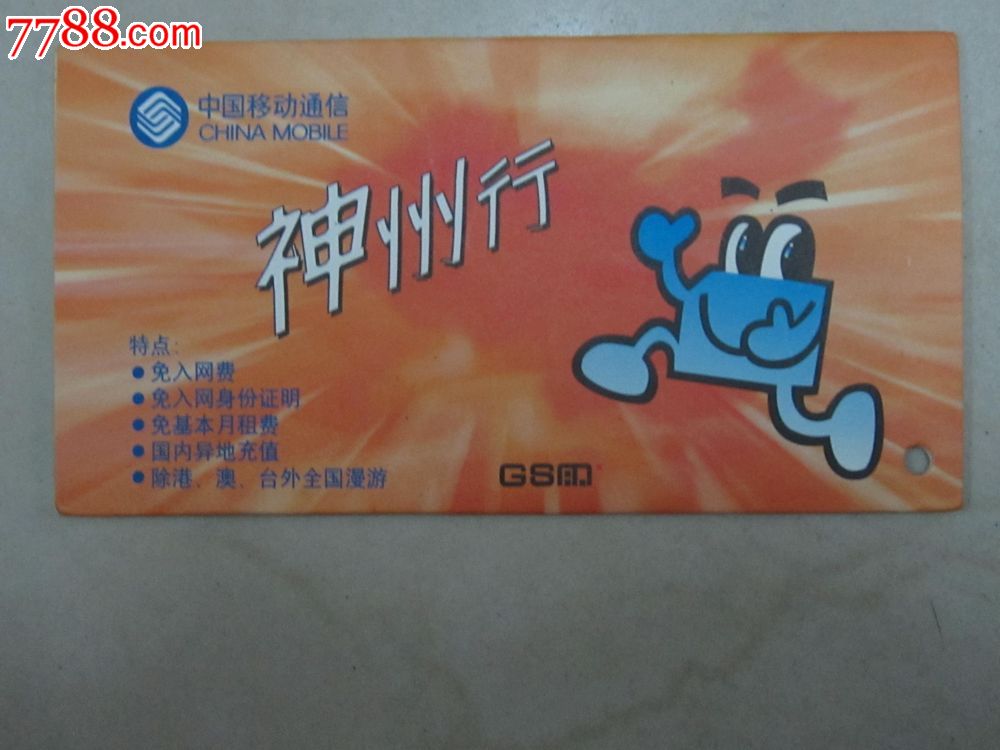 7788.com
中国移动通信
CHINA MOBILE
神州行
特点:
● 免入网费
● 免入网身份证明
● 免基本月租费
● 国内异地充值
● 除港、澳、台外全国漫游
GSM